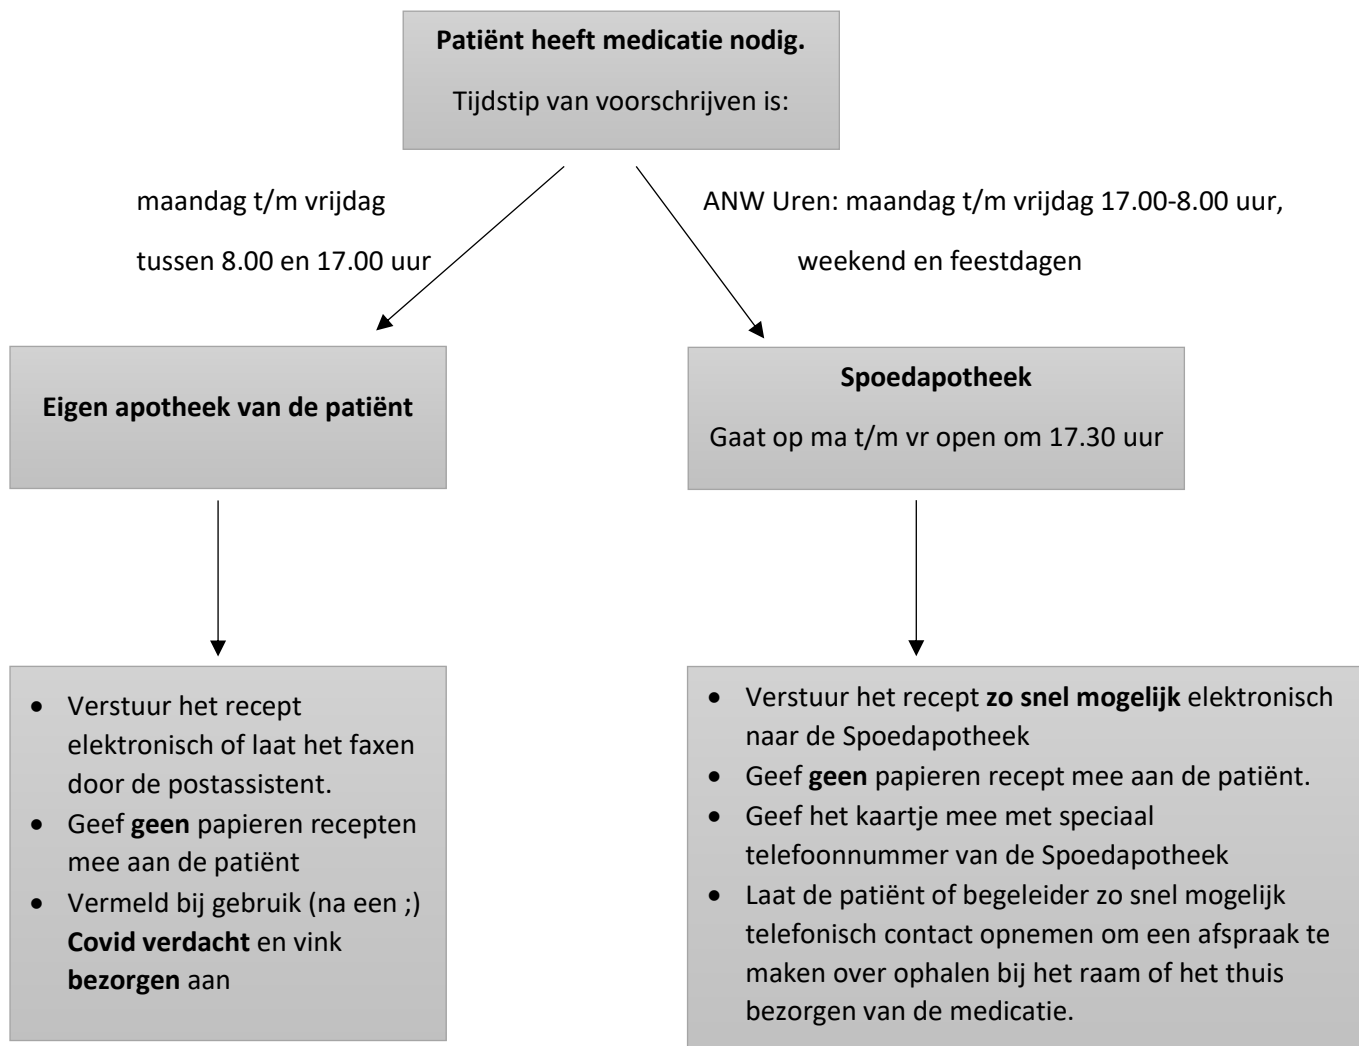 Patiënt heeft medicatie nodig.
Tijdstip van voorschrijven is:
maandag t/m vrijdag
tussen 8.00 en 17.00 uur
ANW Uren: maandag t/m vrijdag 17.00-8.00 uur,
weekend en feestdagen
Eigen apotheek van de patiënt
Spoedapotheek
Gaat op ma t/m vr open om 17.30 uur
• Verstuur het recept
elektronisch of laat het faxen
door de postassistent.
• Geef geen papieren recepten
mee aan de patiënt
• Vermeld bij gebruik (na een ;)
Covid verdacht en vink
bezorgen aan
• Verstuur het recept zo snel mogelijk elektronisch
naar de Spoedapotheek
• Geef geen papieren recept mee aan de patiënt.
• Geef het kaartje mee met speciaal
telefoonnummer van de Spoedapotheek
• Laat de patiënt of begeleider zo snel mogelijk
telefonisch contact opnemen om een afspraak te
maken over ophalen bij het raam of het thuis
bezorgen van de medicatie.